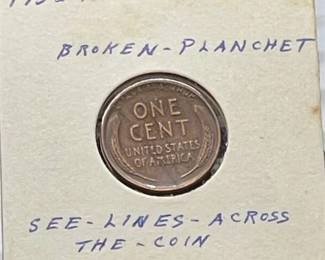 BROKEN-PLANCHET
ONE
CENT
UNITED STATES
OF AMERICA
SEE-LINES-ACROSS
THE-COIN